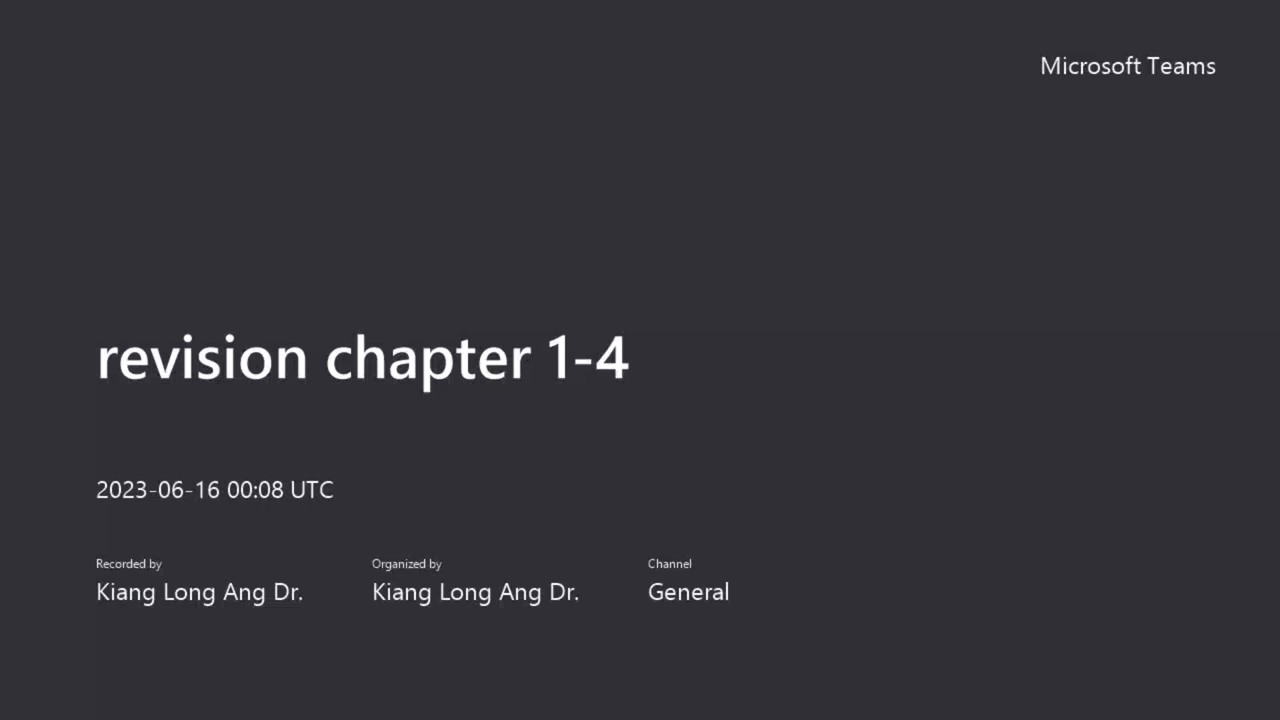 Microsoft Teams
revision chapter 1-4
2023-06-16 00:08 UTC
Recorded by
Kiang Long Ang Dr.
Organized by
Kiang Long Ang Dr.
Channel
General